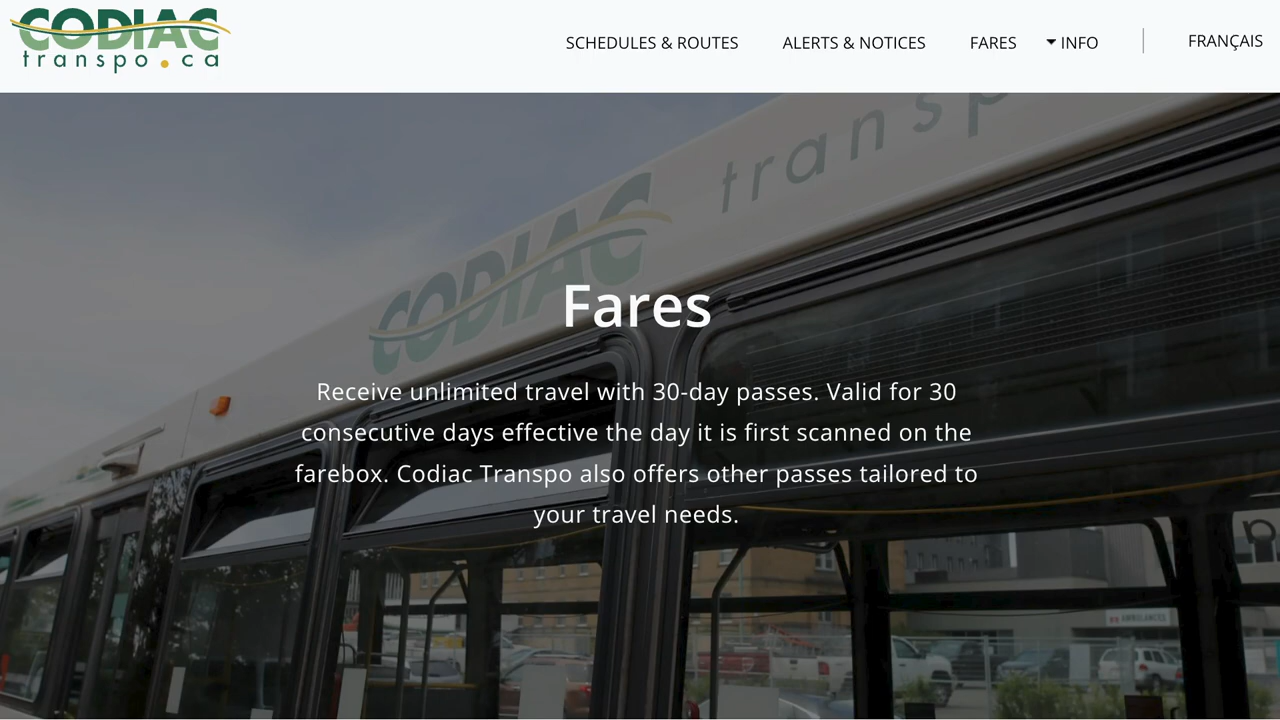 CODIAC
transpo.ca
SCHEDULES & ROUTES
ALERTS & NOTICES
FARES
INFO
FRANÇAIS
transp
CODIAC
Fares
Receive unlimited travel with 30-day passes. Valid for 30
consecutive days effective the day it is first scanned on the
farebox. Codiac Transpo also offers other passes tailored to
your travel needs.
AMBULANCES